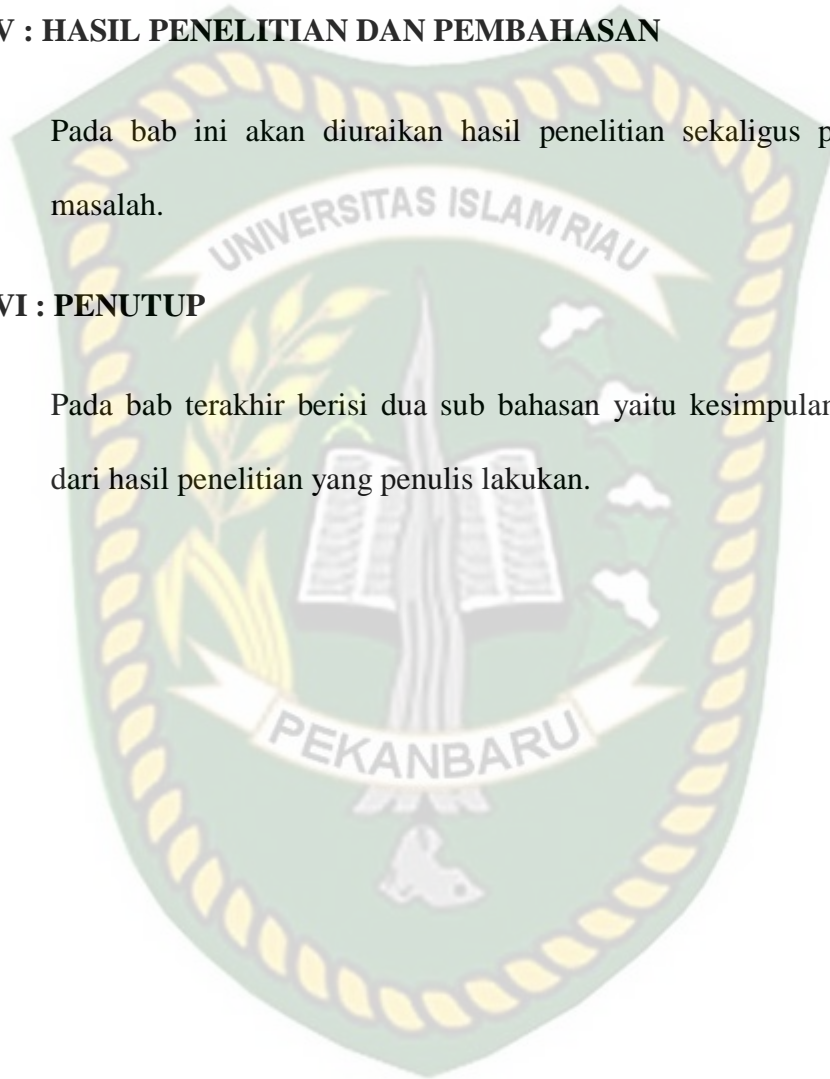 V : HASIL PENELITIAN DAN PEMBAHASAN
Pada bab ini akan diuraikan hasil penelitian sekaligus
masalah.
UNIVERSITAS ISLAM RIAU
VI : PENUTUP
Pada bab terakhir berisi dua sub bahasan yaitu kesimpulan
dari hasil penelitian yang penulis lakukan.
PEKANBARU